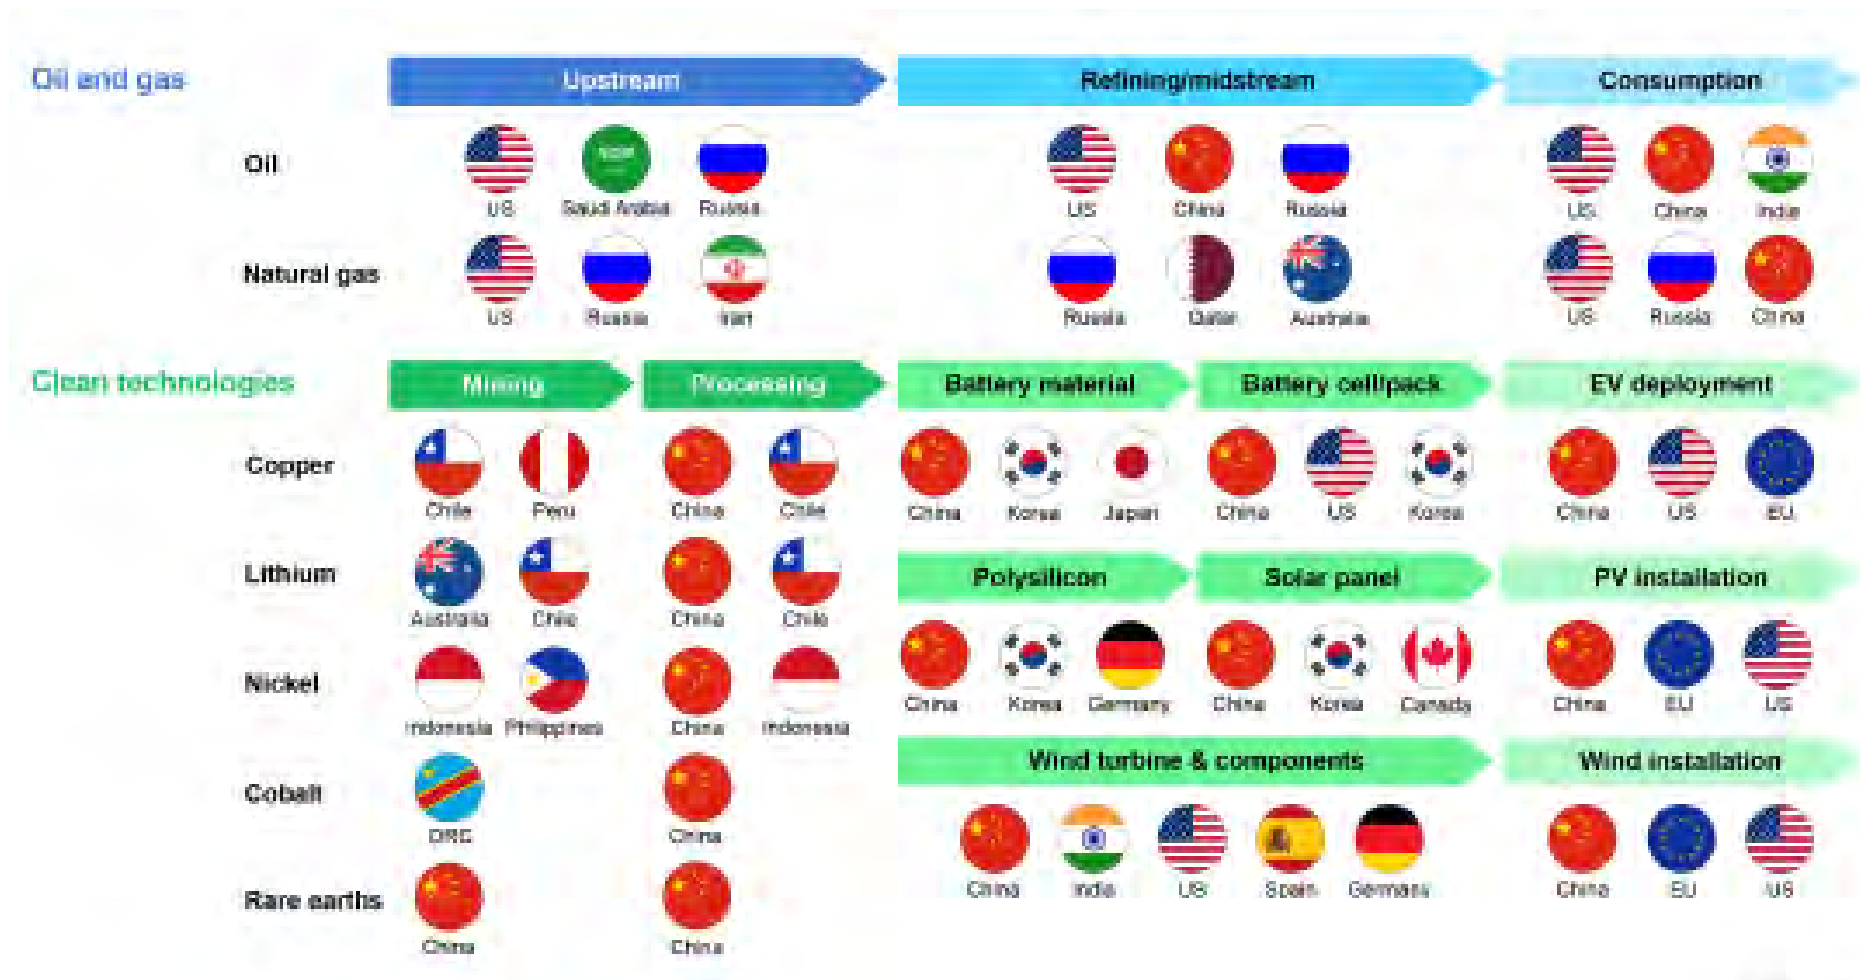 Oil and gas
Upstream
Refining/midstream
Consumption
Oil
US Saudi Arabia Russia
US China Russia
US China India
Natural gas
US Russia Iran
Russia Qatar Australia
US Russia China
Clean technologies
Mining
Processing
Battery material
Battery cell/pack
EV deployment
Copper
Chile Peru
China Chile
China Korea Japan
China US Korea
China US EU
Lithium
Australia Chile
China Chile
Polysilicon
Solar panel
PV installation
China Korea Germany
China Korea Canada
China EU US
Nickel
Indonesia Philippines
China Indonesia
Wind turbine & components
Wind installation
China India US Spain Germany
China EU US
Cobalt
DRC
China
Rare earths
China
China